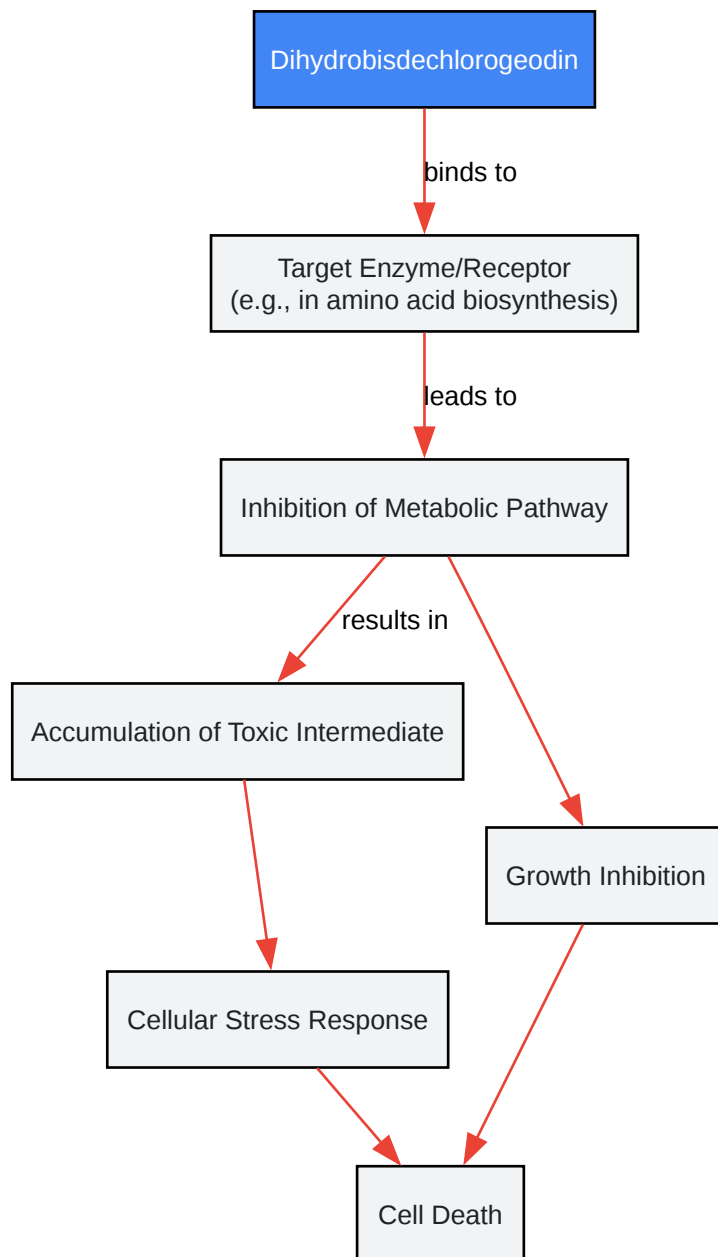 Dihydrobisdechlorogeodin
binds to
Target Enzyme/Receptor
(e.g., in amino acid biosynthesis)
leads to
Inhibition of Metabolic Pathway
results in
Accumulation of Toxic Intermediate
Growth Inhibition
Cellular Stress Response
Cell Death